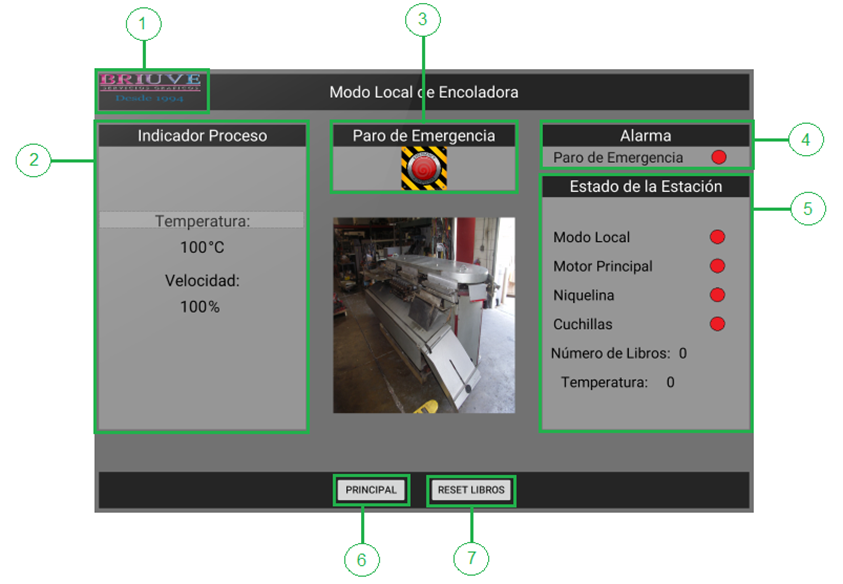 1
3
BRIUVE
SERVICIOS GRAFICOS
Desde 1994
Modo Local de Encoladora
2
Indicador Proceso
Temperatura:
100°C
Velocidad:
100%
Paro de Emergencia
Alarma
4
Paro de Emergencia
Estado de la Estación
5
Modo Local
Motor Principal
Niquelina
Cuchillas
Número de Libros: 0
Temperatura: 0
PRINCIPAL
RESET LIBROS
6
7